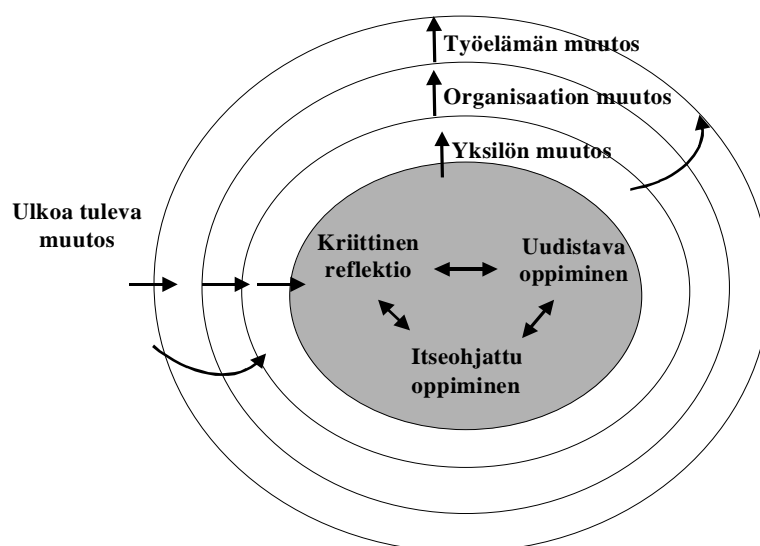 Työelämän muutos
Organisaation muutos
Yksilön muutos
Ulkoa tuleva
muutos
Kriittinen
reflektio
Uudistava
oppiminen
Itseohjattu
oppiminen